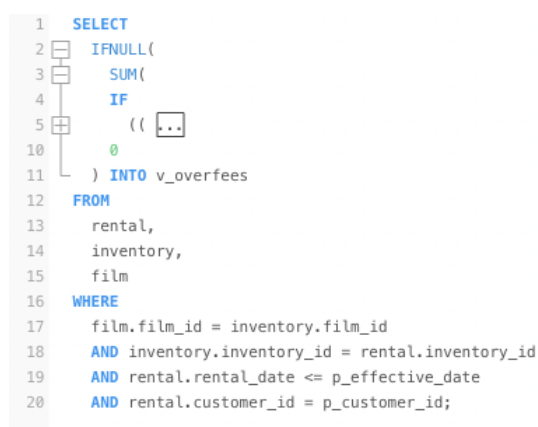 1 SELECT
2 IFNULL(
3 SUM(
4 IF
5 (( ...
10 0
11 ) INTO v_overfees
12 FROM
13 rental,
14 inventory,
15 film
16 WHERE
17 film.film_id = inventory.film_id
18 AND inventory.inventory_id = rental.inventory_id
19 AND rental.rental_date <= p_effective_date
20 AND rental.customer_id = p_customer_id;